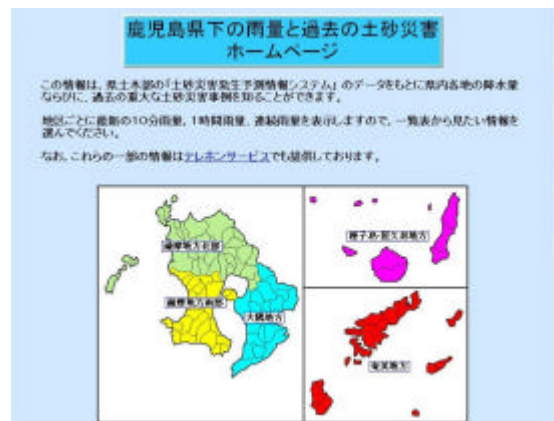 鹿児島県下の雨量と過去の土砂災害
ホームページ
この情報は、県土木部の「土砂災害発生予測情報システム」のデータをもとに県内各地の降水量
ならびに、過去の重大な土砂災害事例を知ることができます。
地区ごとに最新の10分雨量、1時間雨量、連続雨量を表示しますので、一覧表から見たい情報を
選んでください。
なお、これらの一部の情報はテレホンサービスでも提供しております。
薩摩地方北部
種子島・屋久島地方
薩摩地方南部
大隅地方
奄美地方